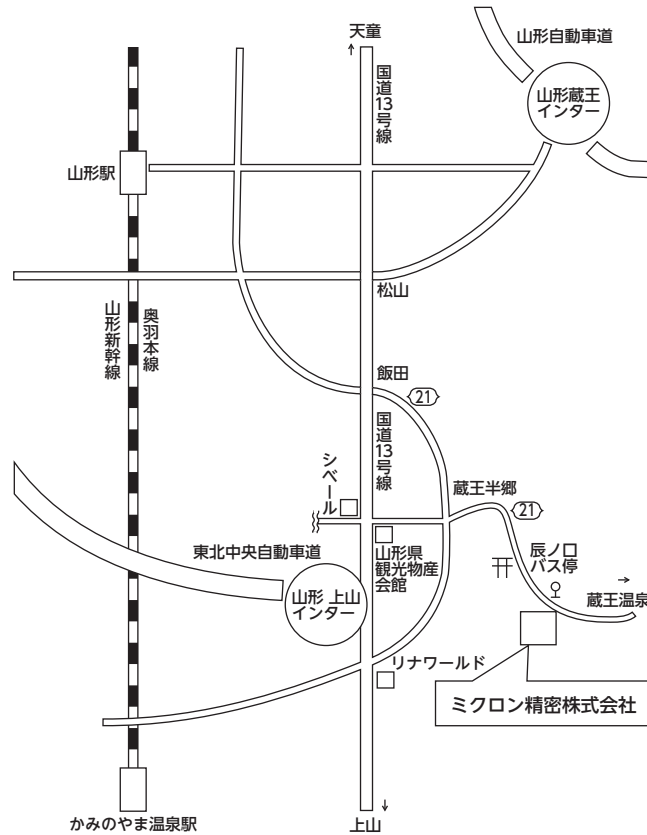 天童
山形自動車道
国道13号線
山形蔵王
インター
山形駅
松山
山形新幹線
奥羽本線
飯田
21
国道13号線
シベール
蔵王半郷
21
東北中央自動車道
山形県
観光物産
会館
辰ノ口
バス停
山形 上山
インター
蔵王温泉
リナワールド
ミクロン精密株式会社
かみのやま温泉駅
上山